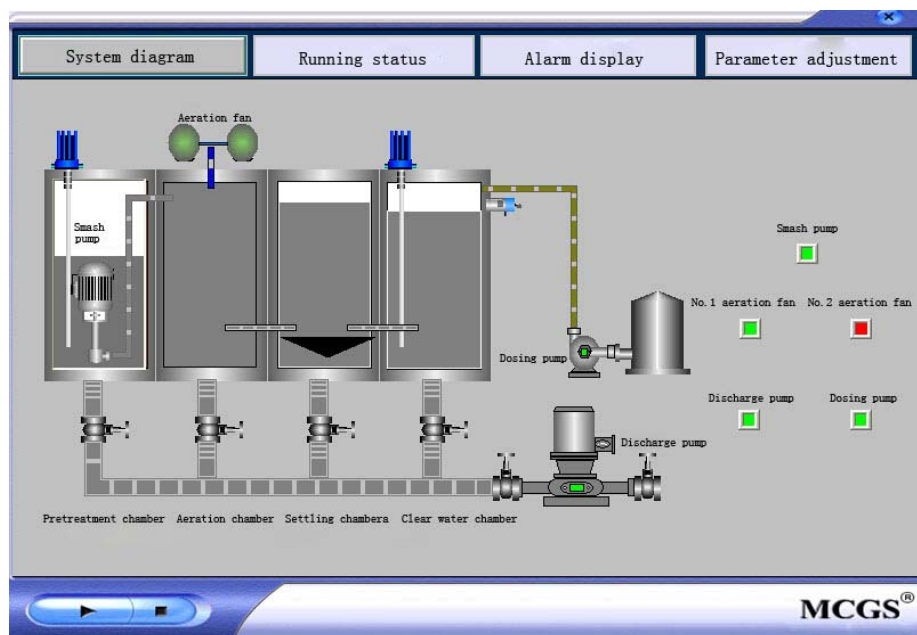 System diagram
Running status
Alarm display
Parameter adjustment
Aeration fan
Smash
pump
Smash pump
No.1 aeration fan
No.2 aeration fan
Dosing pump
Discharge pump
Dosing pump
Discharge pump
Pretreatment chamber
Aeration chamber
Settling chambera
Clear water chamber
MCGS®